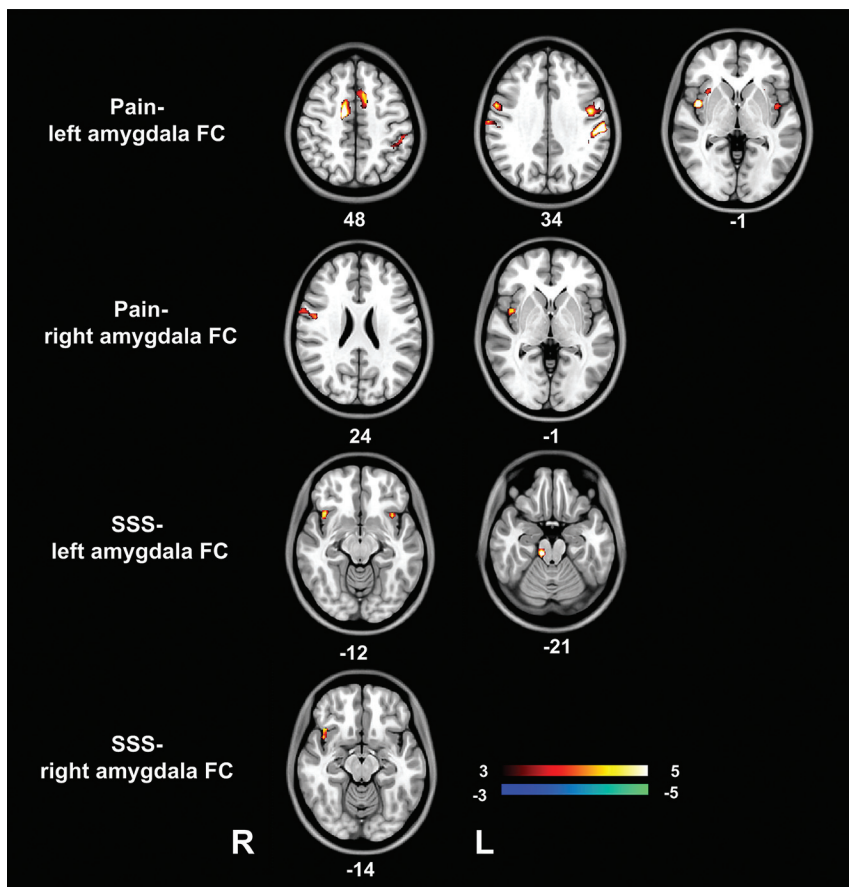 Pain-
left amygdala FC
48
34
-1
Pain-
right amygdala FC
24
-1
SSS-
left amygdala FC
-12
-21
SSS-
right amygdala FC
3
5
-3
-5
R
L
-14